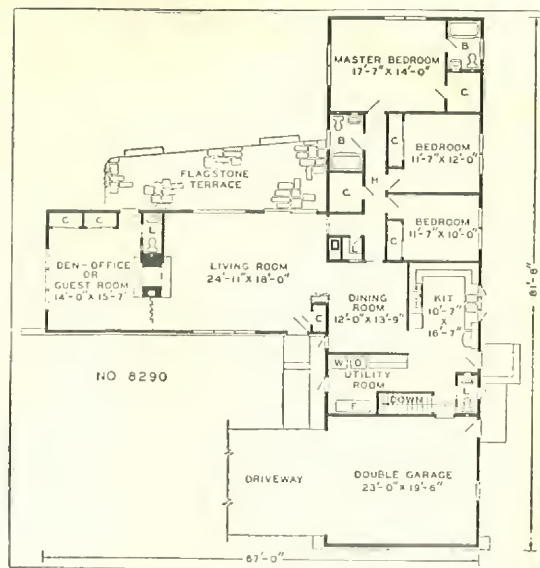 MASTER BEDROOM
17'-7" X 14'-0"
B
C
B
C
BEDROOM
11'-7" X 12'-0"
FLAGSTONE
TERRACE
C
H
BEDROOM
11'-7" X 10'-0"
C
C
C
L
L
DEN-OFFICE
OR
GUEST ROOM
14'-0" X 15'-7"
LIVING ROOM
24'-11" X 18'-0"
C
DINING
ROOM
12'-0" X 13'-9"
KIT
10'-7"
X
16'-7"
81'-8"
NO 8290
W
D
UTILITY
ROOM
F
DOWN
L
DRIVEWAY
DOUBLE GARAGE
23'-0" X 19'-6"
67'-0"